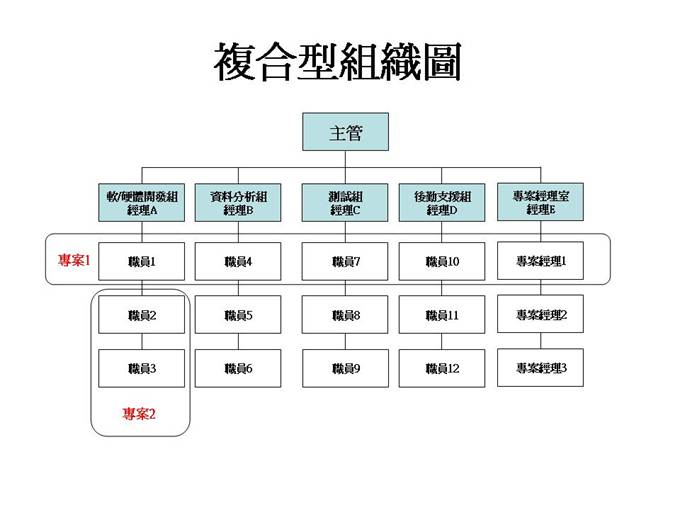 複合型組織圖
主管
軟/硬體開發組
經理A
資料分析組
經理B
測試組
經理C
後勤支援組
經理D
專案經理室
經理E
專案1
職員1
職員4
職員7
職員10
專案經理1
職員2
職員5
職員8
職員11
專案經理2
職員3
職員6
職員9
職員12
專案經理3
專案2